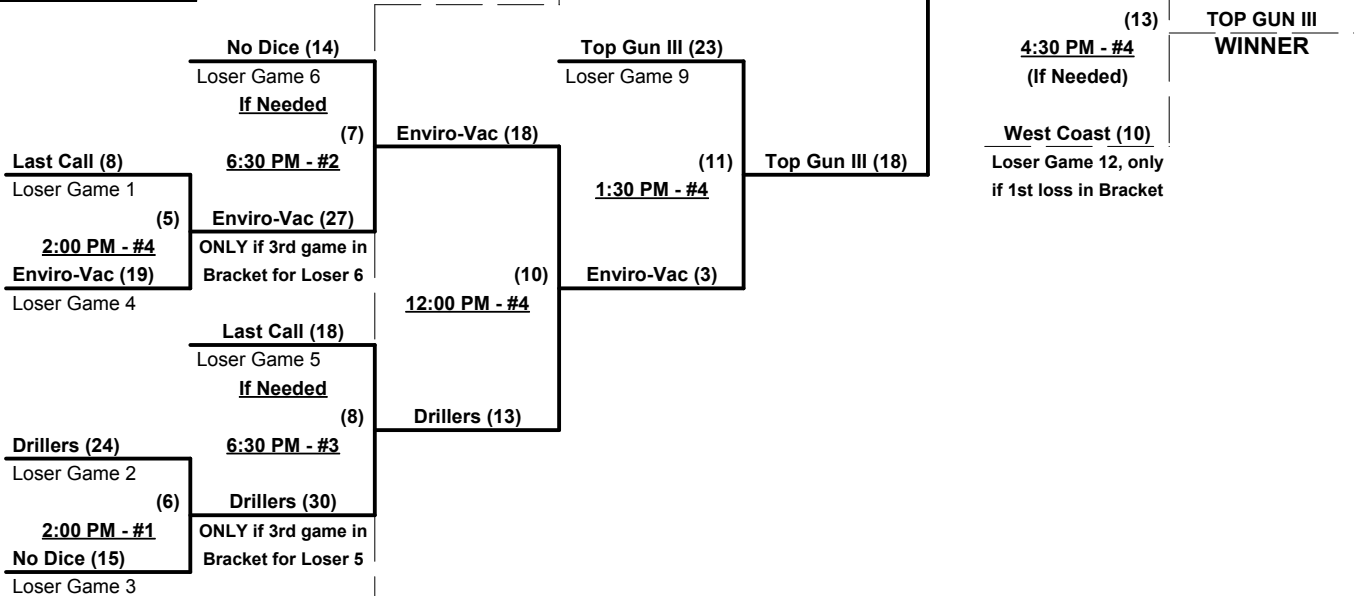 (13)
TOP GUN III
No Dice (14)
Top Gun III (23)
4:30 PM - #4
WINNER
Loser Game 6
Loser Game 9
(If Needed)
If Needed
(7)
Enviro-Vac (18)
West Coast (10)
Last Call (8)
6:30 PM - #2
(11)
Top Gun III (18)
Loser Game 12, only
Loser Game 1
1:30 PM - #4
if 1st loss in Bracket
(5)
Enviro-Vac (27)
2:00 PM - #4
ONLY if 3rd game in
Enviro-Vac (19)
Bracket for Loser 6
(10)
Enviro-Vac (3)
Loser Game 4
12:00 PM - #4
Last Call (18)
Loser Game 5
If Needed
(8)
Drillers (13)
Drillers (24)
6:30 PM - #3
Loser Game 2
(6)
Drillers (30)
2:00 PM - #1
ONLY if 3rd game in
No Dice (15)
Bracket for Loser 5
Loser Game 3